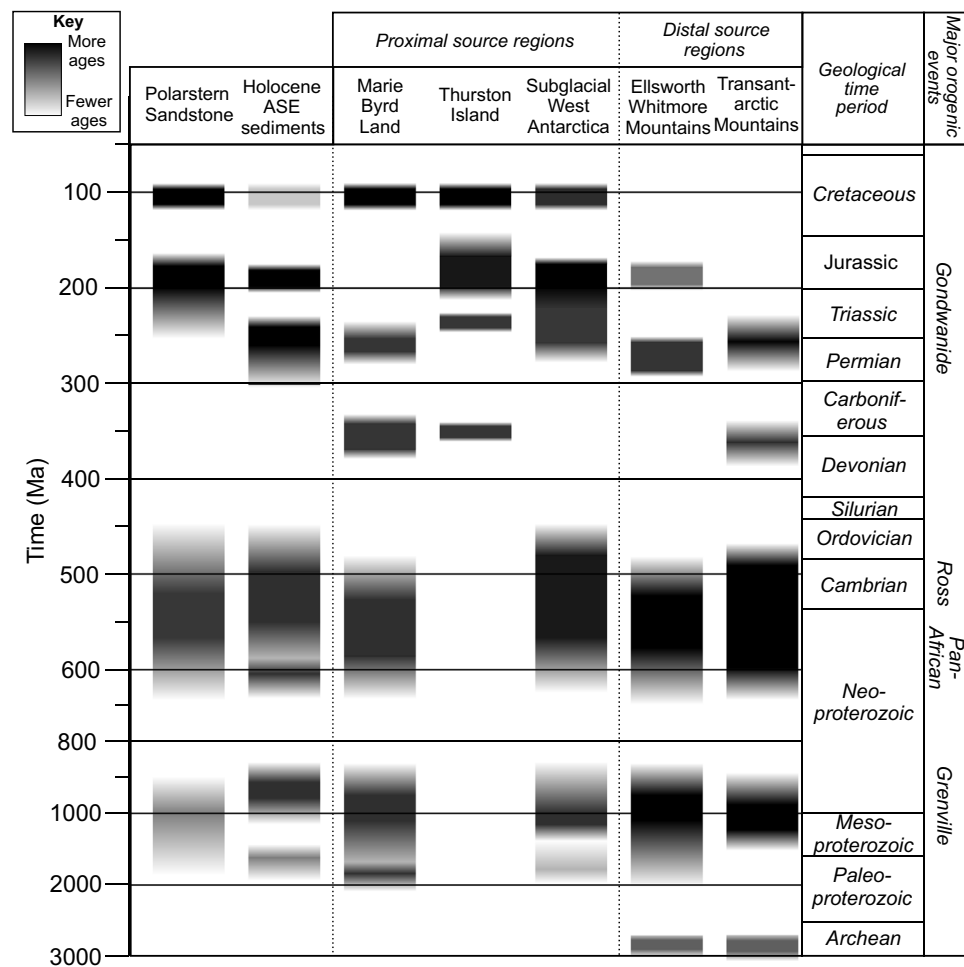 Key
More
ages
Fewer
ages
Proximal source regions
Distal source
regions
Polarstern
Sandstone
Holocene
ASE
sediments
Marie
Byrd
Land
Thurston
Island
Subglacial
West
Antarctica
Ellsworth
Whitmore
Mountains
Transant-
arctic
Mountains
Geological
time
period
Major orogenic
events
Time (Ma)
100
200
300
400
500
600
800
1000
2000
3000
Cretaceous
Jurassic
Triassic
Permian
Carbonif-
erous
Devonian
Silurian
Ordovician
Cambrian
Neo-
proterozoic
Meso-
proterozoic
Paleo-
proterozoic
Archean
Gondwanide
Ross
Pan-
African
Grenville